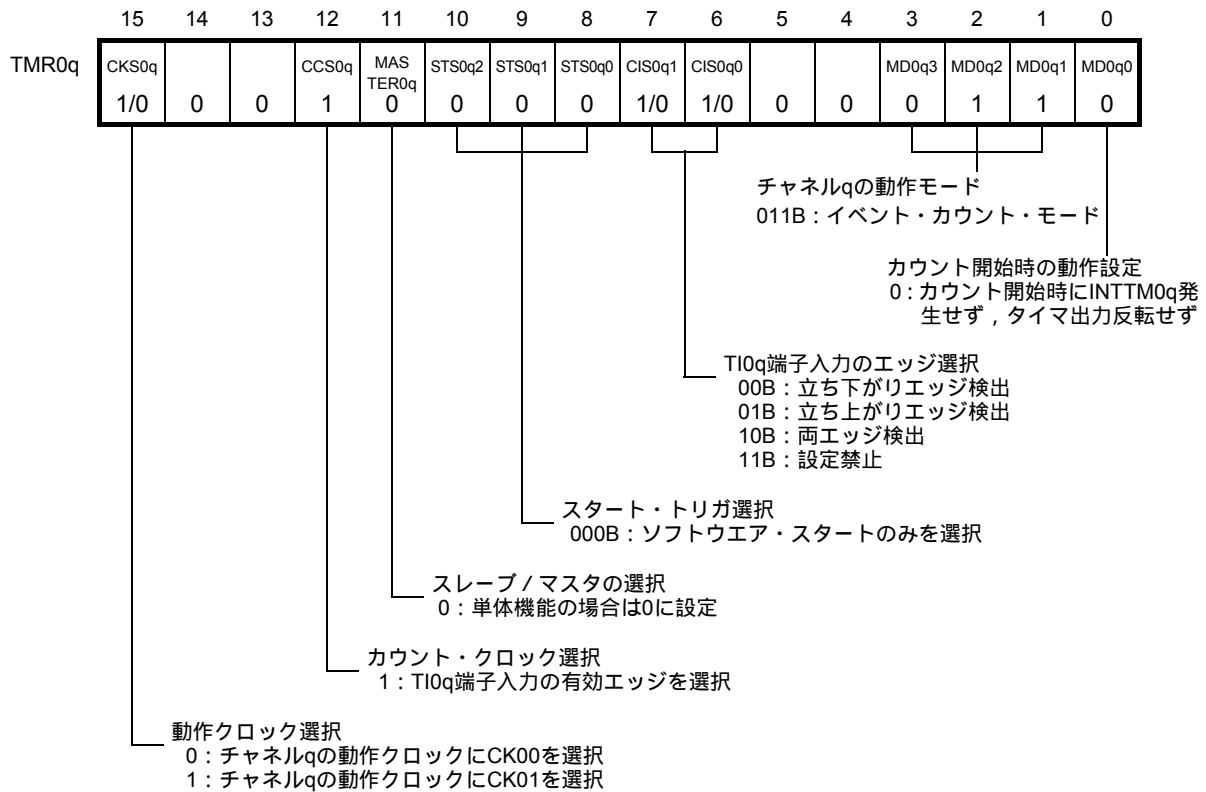 15 14 13 12 11 10 9 8 7 6 5 4 3 2 1 0
TMR0q CKS0q CCS0q MAS TER0q STS0q2 STS0q1 STS0q0 CIS0q1 CIS0q0 MD0q3 MD0q2 MD0q1 MD0q0
1/0 0 0 1 0 0 0 0 1/0 1/0 0 0 0 1 1 0
チャネルqの動作モード
011B：イベント・カウント・モード
カウント開始時の動作設定
0：カウント開始時にINTTM0q発
生せず，タイマ出力反転せず
TI0q端子入力のエッジ選択
00B：立ち下がりエッジ検出
01B：立ち上がりエッジ検出
10B：両エッジ検出
11B：設定禁止
スタート・トリガ選択
000B：ソフトウエア・スタートのみを選択
スレーブ／マスタの選択
0：単体機能の場合は0に設定
カウント・クロック選択
1：TI0q端子入力の有効エッジを選択
動作クロック選択
0：チャネルqの動作クロックにCK00を選択
1：チャネルqの動作クロックにCK01を選択